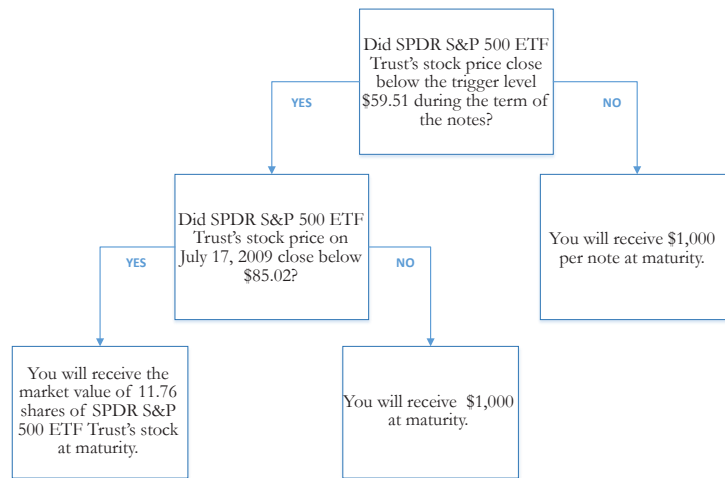 Did SPDR S&P 500 ETF
Trust's stock price close
below the trigger level
$59.51 during the term of
the notes?
YES
NO
Did SPDR S&P 500 ETF
Trust's stock price on
July 17, 2009 close below
$85.02?
You will receive $1,000
per note at maturity.
YES
NO
You will receive the
market value of 11.76
shares of SPDR S&P
500 ETF Trust's stock
at maturity.
You will receive $1,000
at maturity.